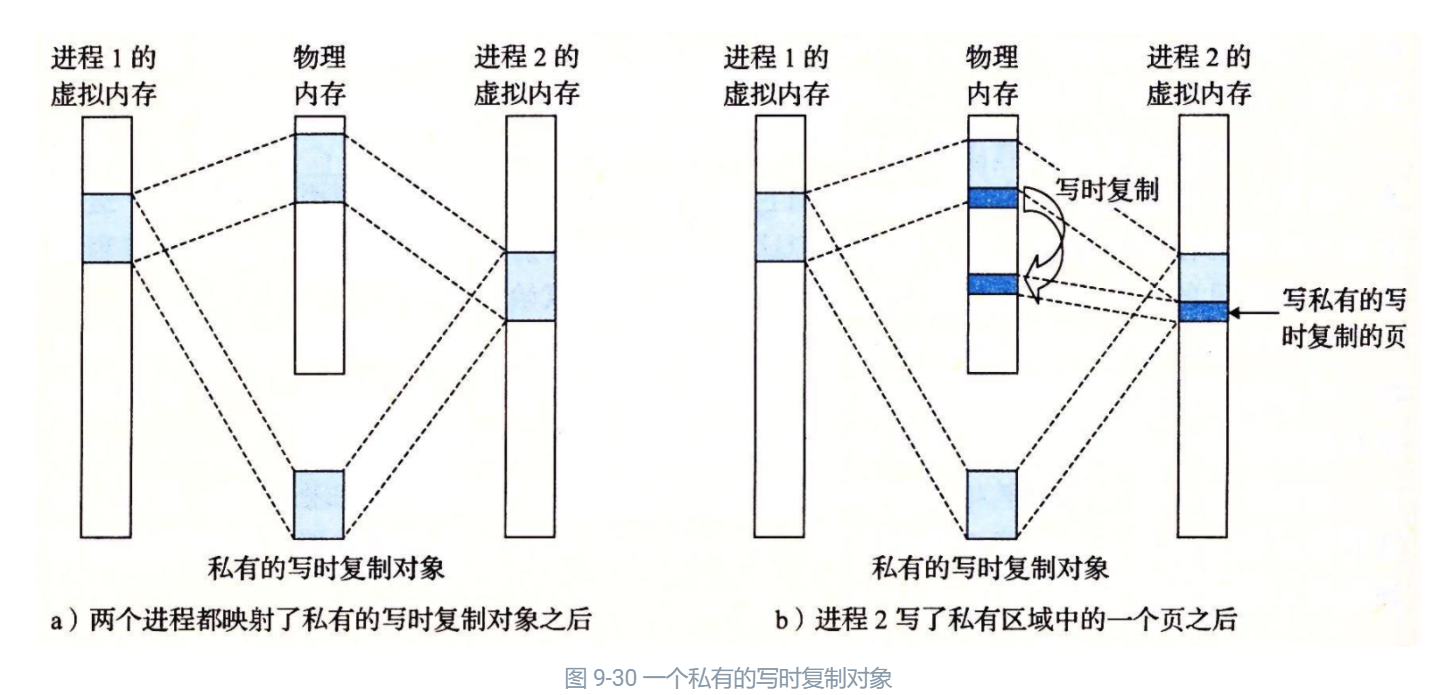 进程 1 的
虚拟内存
物理
内存
进程 2 的
虚拟内存
私有的写时复制对象
a）两个进程都映射了私有的写时复制对象之后
进程 1 的
虚拟内存
物理
内存
进程 2 的
虚拟内存
写时复制
写私有的写
时复制的页
私有的写时复制对象
b）进程 2 写了私有区域中的一个页之后
图 9-30 一个私有的写时复制对象